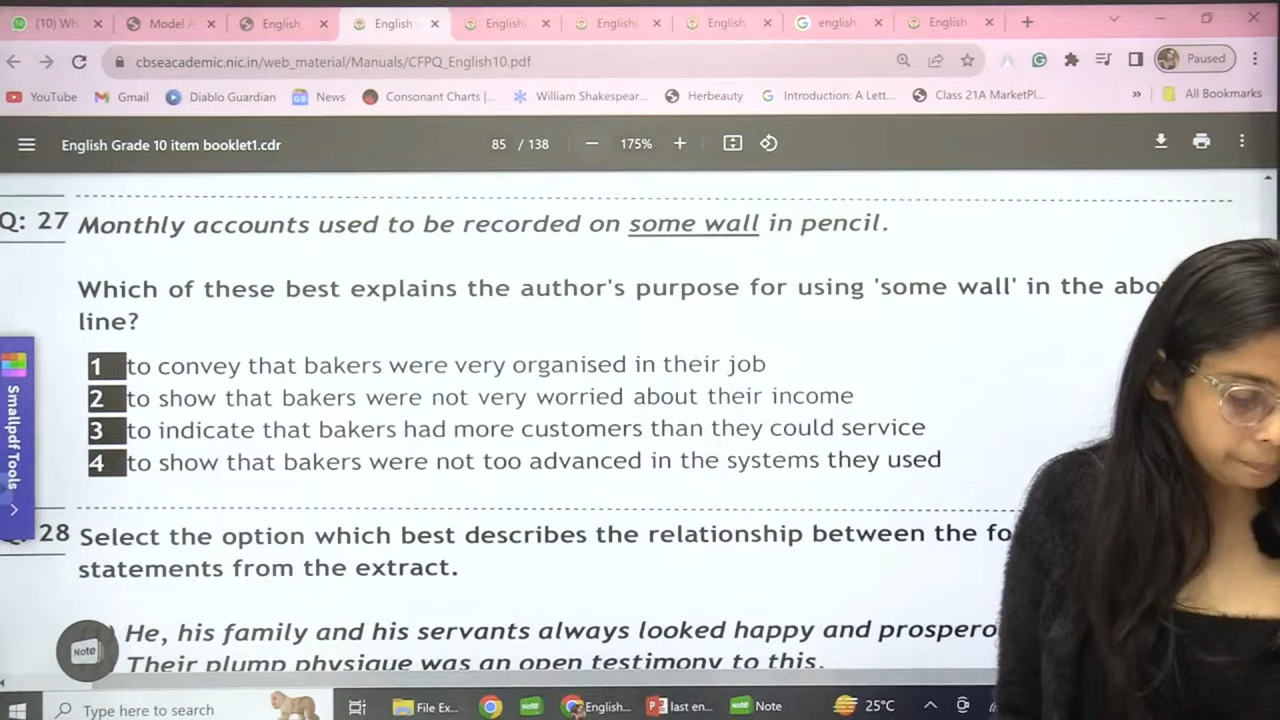 (10) Wh
Model A
English_
English
English
English
English
english
English
cbseacademic.nic.in/web_material/Manuals/CFPQ_English10.pdf
Paused
YouTube
Gmail
Diablo Guardian
News
Consonant Charts |...
William Shakespear...
Herbeauty
Introduction: A Lett...
Class 21A MarketPl...
»
All Bookmarks
English Grade 10 item booklet1.cdr
85 / 138
175%
Q: 27 Monthly accounts used to be recorded on some wall in pencil.
Which of these best explains the author's purpose for using 'some wall' in the abo
line?
1 to convey that bakers were very organised in their job
2 to show that bakers were not very worried about their income
3 to indicate that bakers had more customers than they could service
4 to show that bakers were not too advanced in the systems they used
Smallpdf Tools
28 Select the option which best describes the relationship between the fo
statements from the extract.
) He, his family and his servants always looked happy and prospero
Their plump physique was an open testimony to this.
Note
Type here to search
File Ex...
English...
last en...
Note
25°C